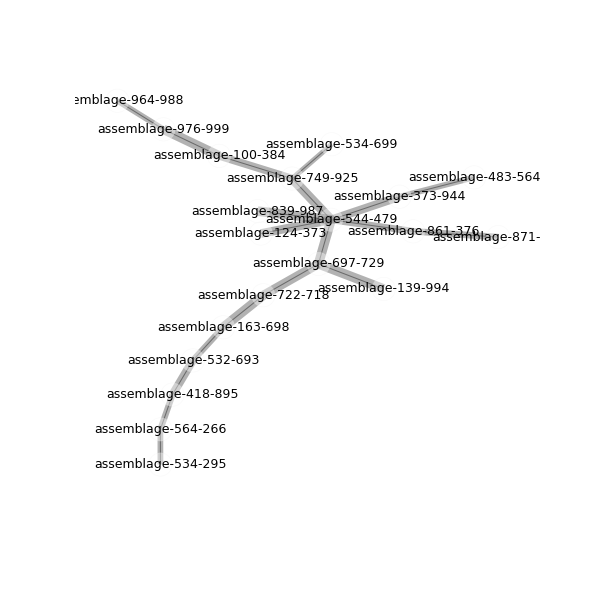 emblage-964-988
assemblage-976-999
assemblage-534-699
assemblage-100-384
assemblage-749-925
assemblage-483-564
assemblage-373-944
assemblage-839-987
assemblage-544-479
assemblage-124-373
assemblage-861-376
assemblage-871-
assemblage-697-729
assemblage-139-994
assemblage-722-718
assemblage-163-698
assemblage-532-693
assemblage-418-895
assemblage-564-266
assemblage-534-295